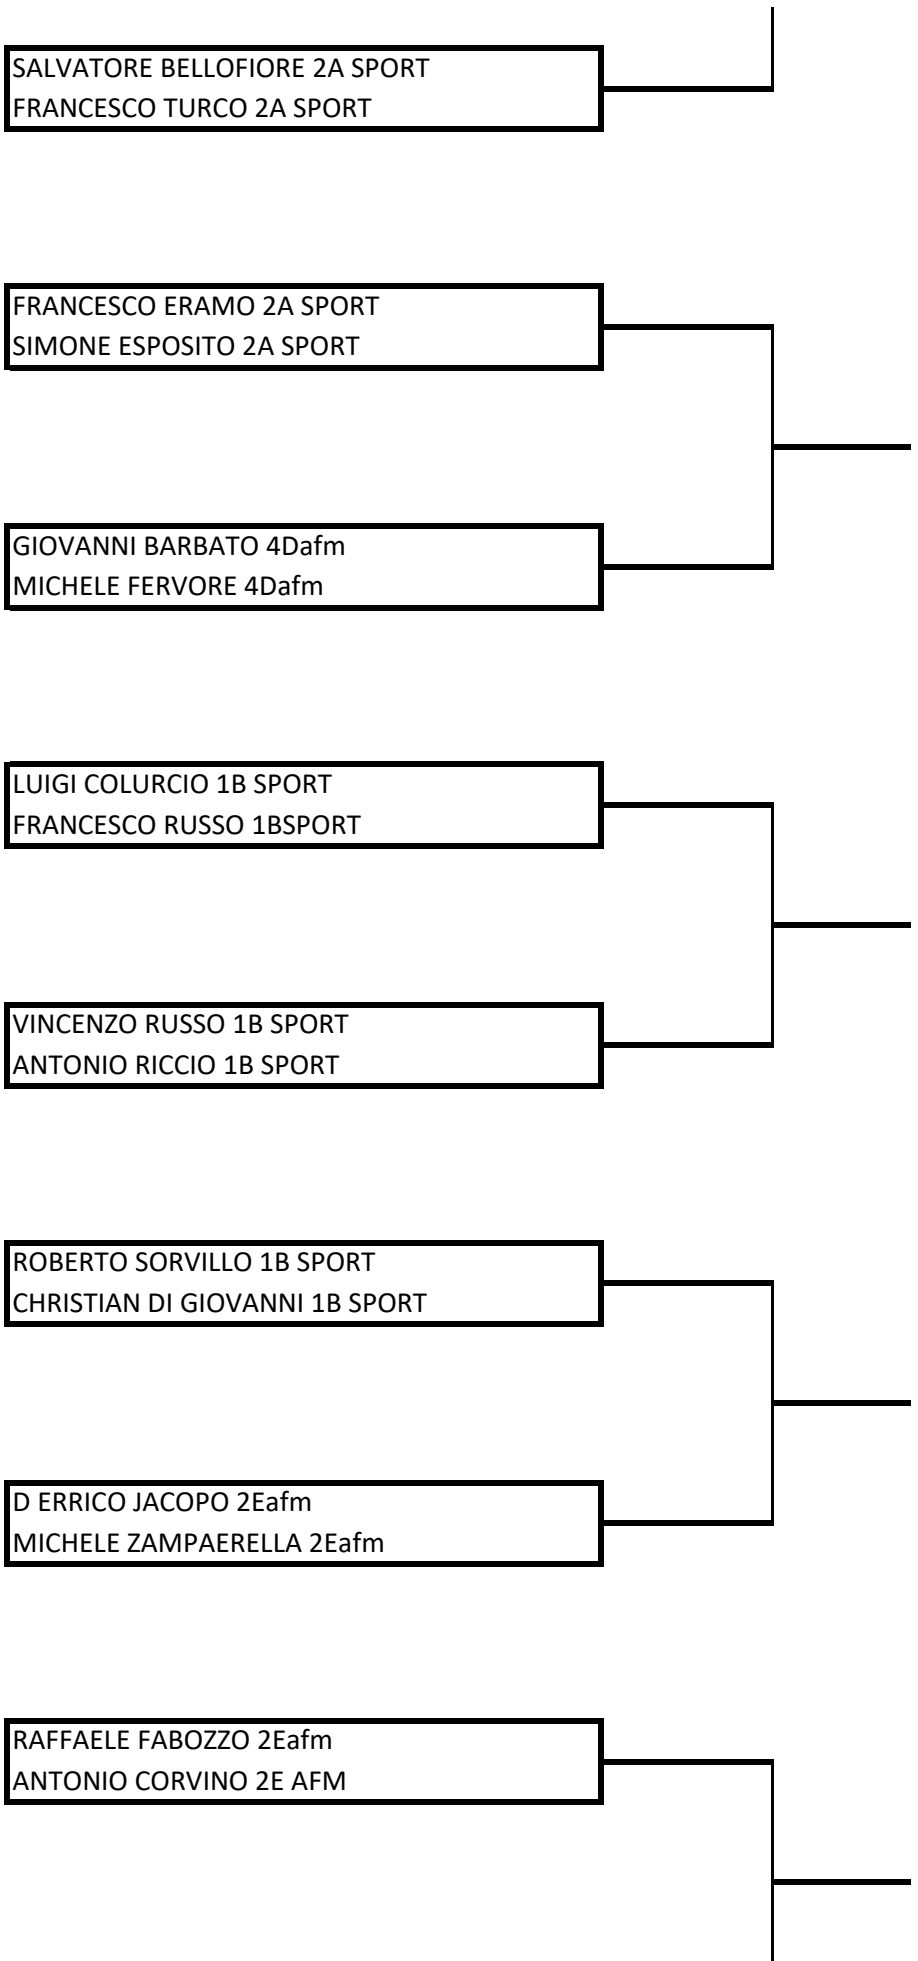 SALVATORE BELLOFIORE 2A SPORT
FRANCESCO TURCO 2A SPORT
FRANCESCO ERAMO 2A SPORT
SIMONE ESPOSITO 2A SPORT
GIOVANNI BARBATO 4Dafm
MICHELE FERVORE 4Dafm
LUIGI COLURCIO 1B SPORT
FRANCESCO RUSSO 1BSPORT
VINCENZO RUSSO 1B SPORT
ANTONIO RICCIO 1B SPORT
ROBERTO SORVILLO 1B SPORT
CHRISTIAN DI GIOVANNI 1B SPORT
D ERRICO JACOPO 2Eafm
MICHELE ZAMPAERELLA 2Eafm
RAFFAELE FABOZZO 2Eafm
ANTONIO CORVINO 2E AFM